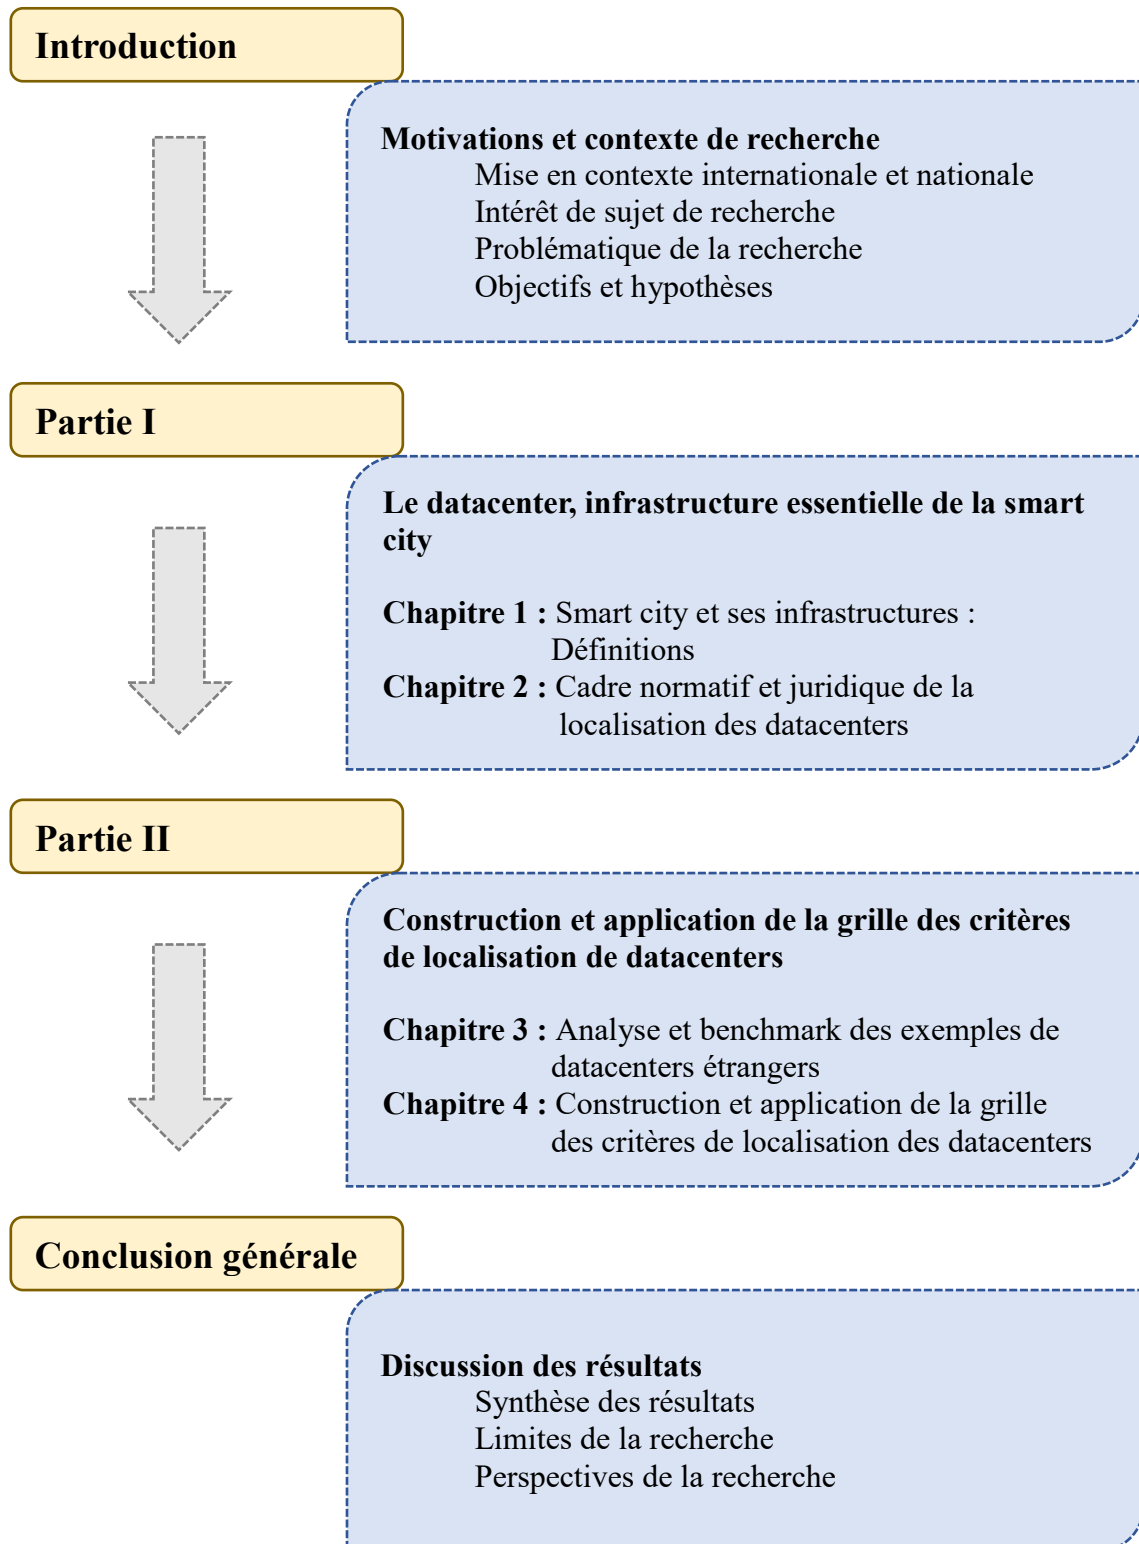 Introduction
Motivations et contexte de recherche
Mise en contexte internationale et nationale
Intérêt de sujet de recherche
Problématique de la recherche
Objectifs et hypothèses
Partie I
Le datacenter, infrastructure essentielle de la smart
city
Chapitre 1 : Smart city et ses infrastructures :
Définitions
Chapitre 2 : Cadre normatif et juridique de la
localisation des datacenters
Partie II
Construction et application de la grille des critères
de localisation de datacenters
Chapitre 3 : Analyse et benchmark des exemples de
datacenters étrangers
Chapitre 4 : Construction et application de la grille
des critères de localisation des datacenters
Conclusion générale
Discussion des résultats
Synthèse des résultats
Limites de la recherche
Perspectives de la recherche